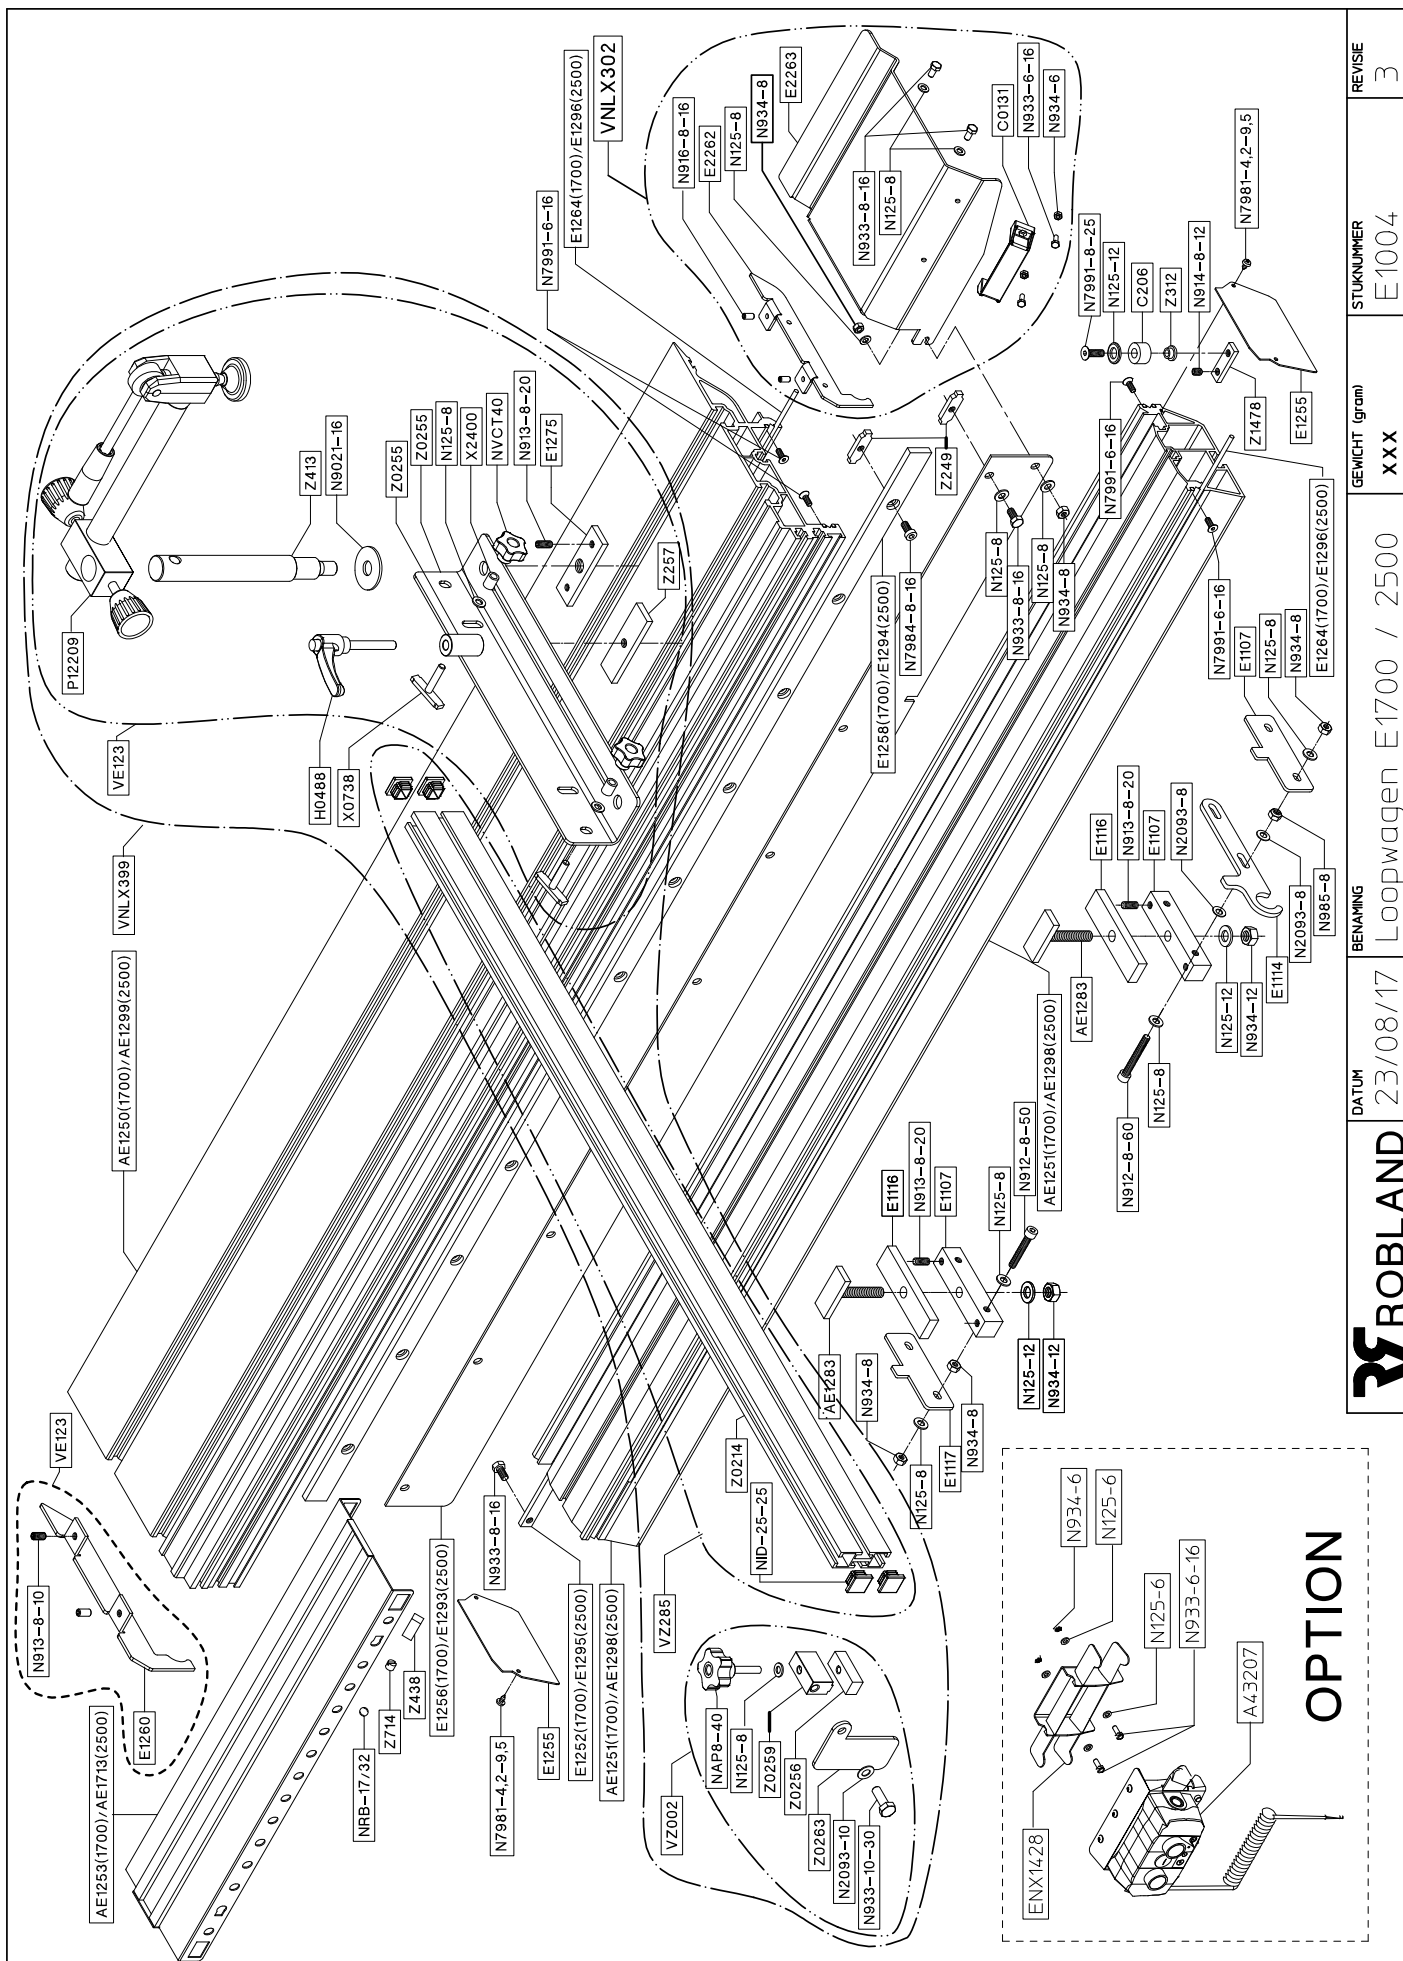 VE123
N913-8-10
E1260
AE1253(1700)/AE1713(2500)
NRB-17/32
Z714
Z438
E1256(1700)/E1293(2500)
N933-8-16
N7981-4,2-9,5
E1255
E1252(1700)/E1295(2500)
AE1251(1700)/AE1298(2500)
VZ285
VZ002
NAP8-40
N125-8
Z0259
Z0256
Z0263
N2093-10
N933-10-30
NID-25-25
Z0214
AE1250(1700)/AE1299(2500)
VNLX399
VE123
P12209
H0488
X0738
Z413
N9021-16
Z0255
Z0255
N125-8
X2400
NVCT40
N913-8-20
E1275
Z257
N7991-6-16
E1264(1700)/E1296(2500)
VNLX302
N916-8-16
E2262
N125-8
N934-8
E2263
N933-8-16
N125-8
C0131
N933-6-16
N934-6
Z249
E1258(1700)/E1294(2500)
N7984-8-16
N125-8
N933-8-16
N125-8
N934-8
N7991-8-25
N125-12
C206
Z312
N914-8-12
N7981-4,2-9,5
Z1478
E1255
N7991-6-16
N7991-6-16
E1107
N125-8
N934-8
E1264(1700)/E1296(2500)
E1116
N913-8-20
E1107
N2093-8
AE1283
N125-12
N934-12
E1114
N2093-8
N985-8
N912-8-60
N125-8
AE1251(1700)/AE1298(2500)
E1116
N913-8-20
E1107
N125-8
N912-8-50
AE1283
N934-8
N125-8
E1117
N934-8
N125-12
N934-12
N934-6
N125-6
N125-6
N933-6-16
A43207
ENX1428
OPTION
ROBLAND
DATUM
23/08/17
BENAMING
Loopwagen E1700 / 2500
GEWICHT (gram)
XXX
STUKNUMMER
E1004
REVISIE
3